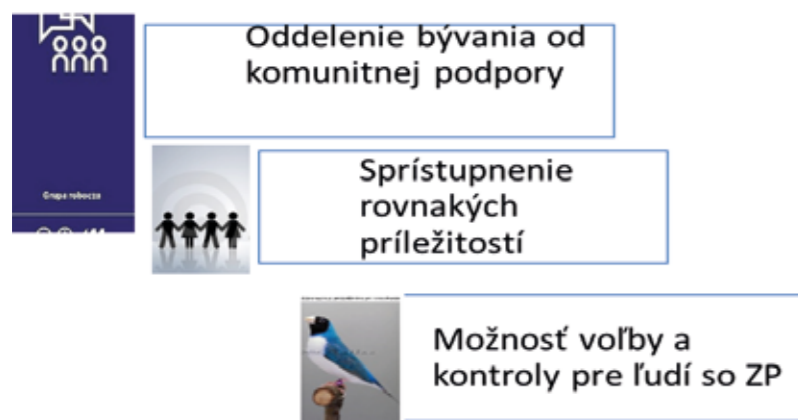 Oddelenie bývania od
komunitnej podpory
Grupa robocza
Sprístupnenie
rovnakých
príležitostí
Možnosť voľby a
kontroly pre ľudí so ZP